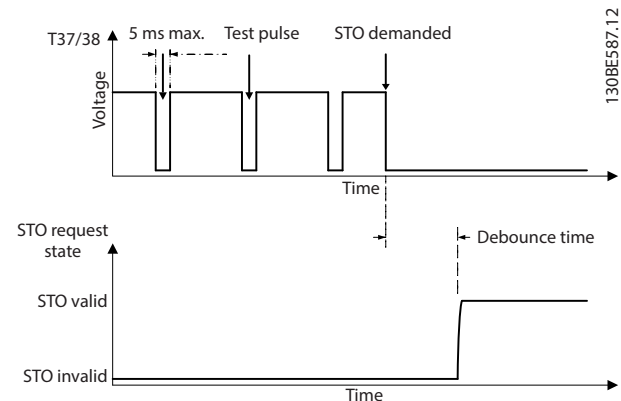 T37/38
5 ms max.
Test pulse
STO demanded
130BE587.12
Voltage
Time
STO request
state
Debounce time
STO valid
STO invalid
Time